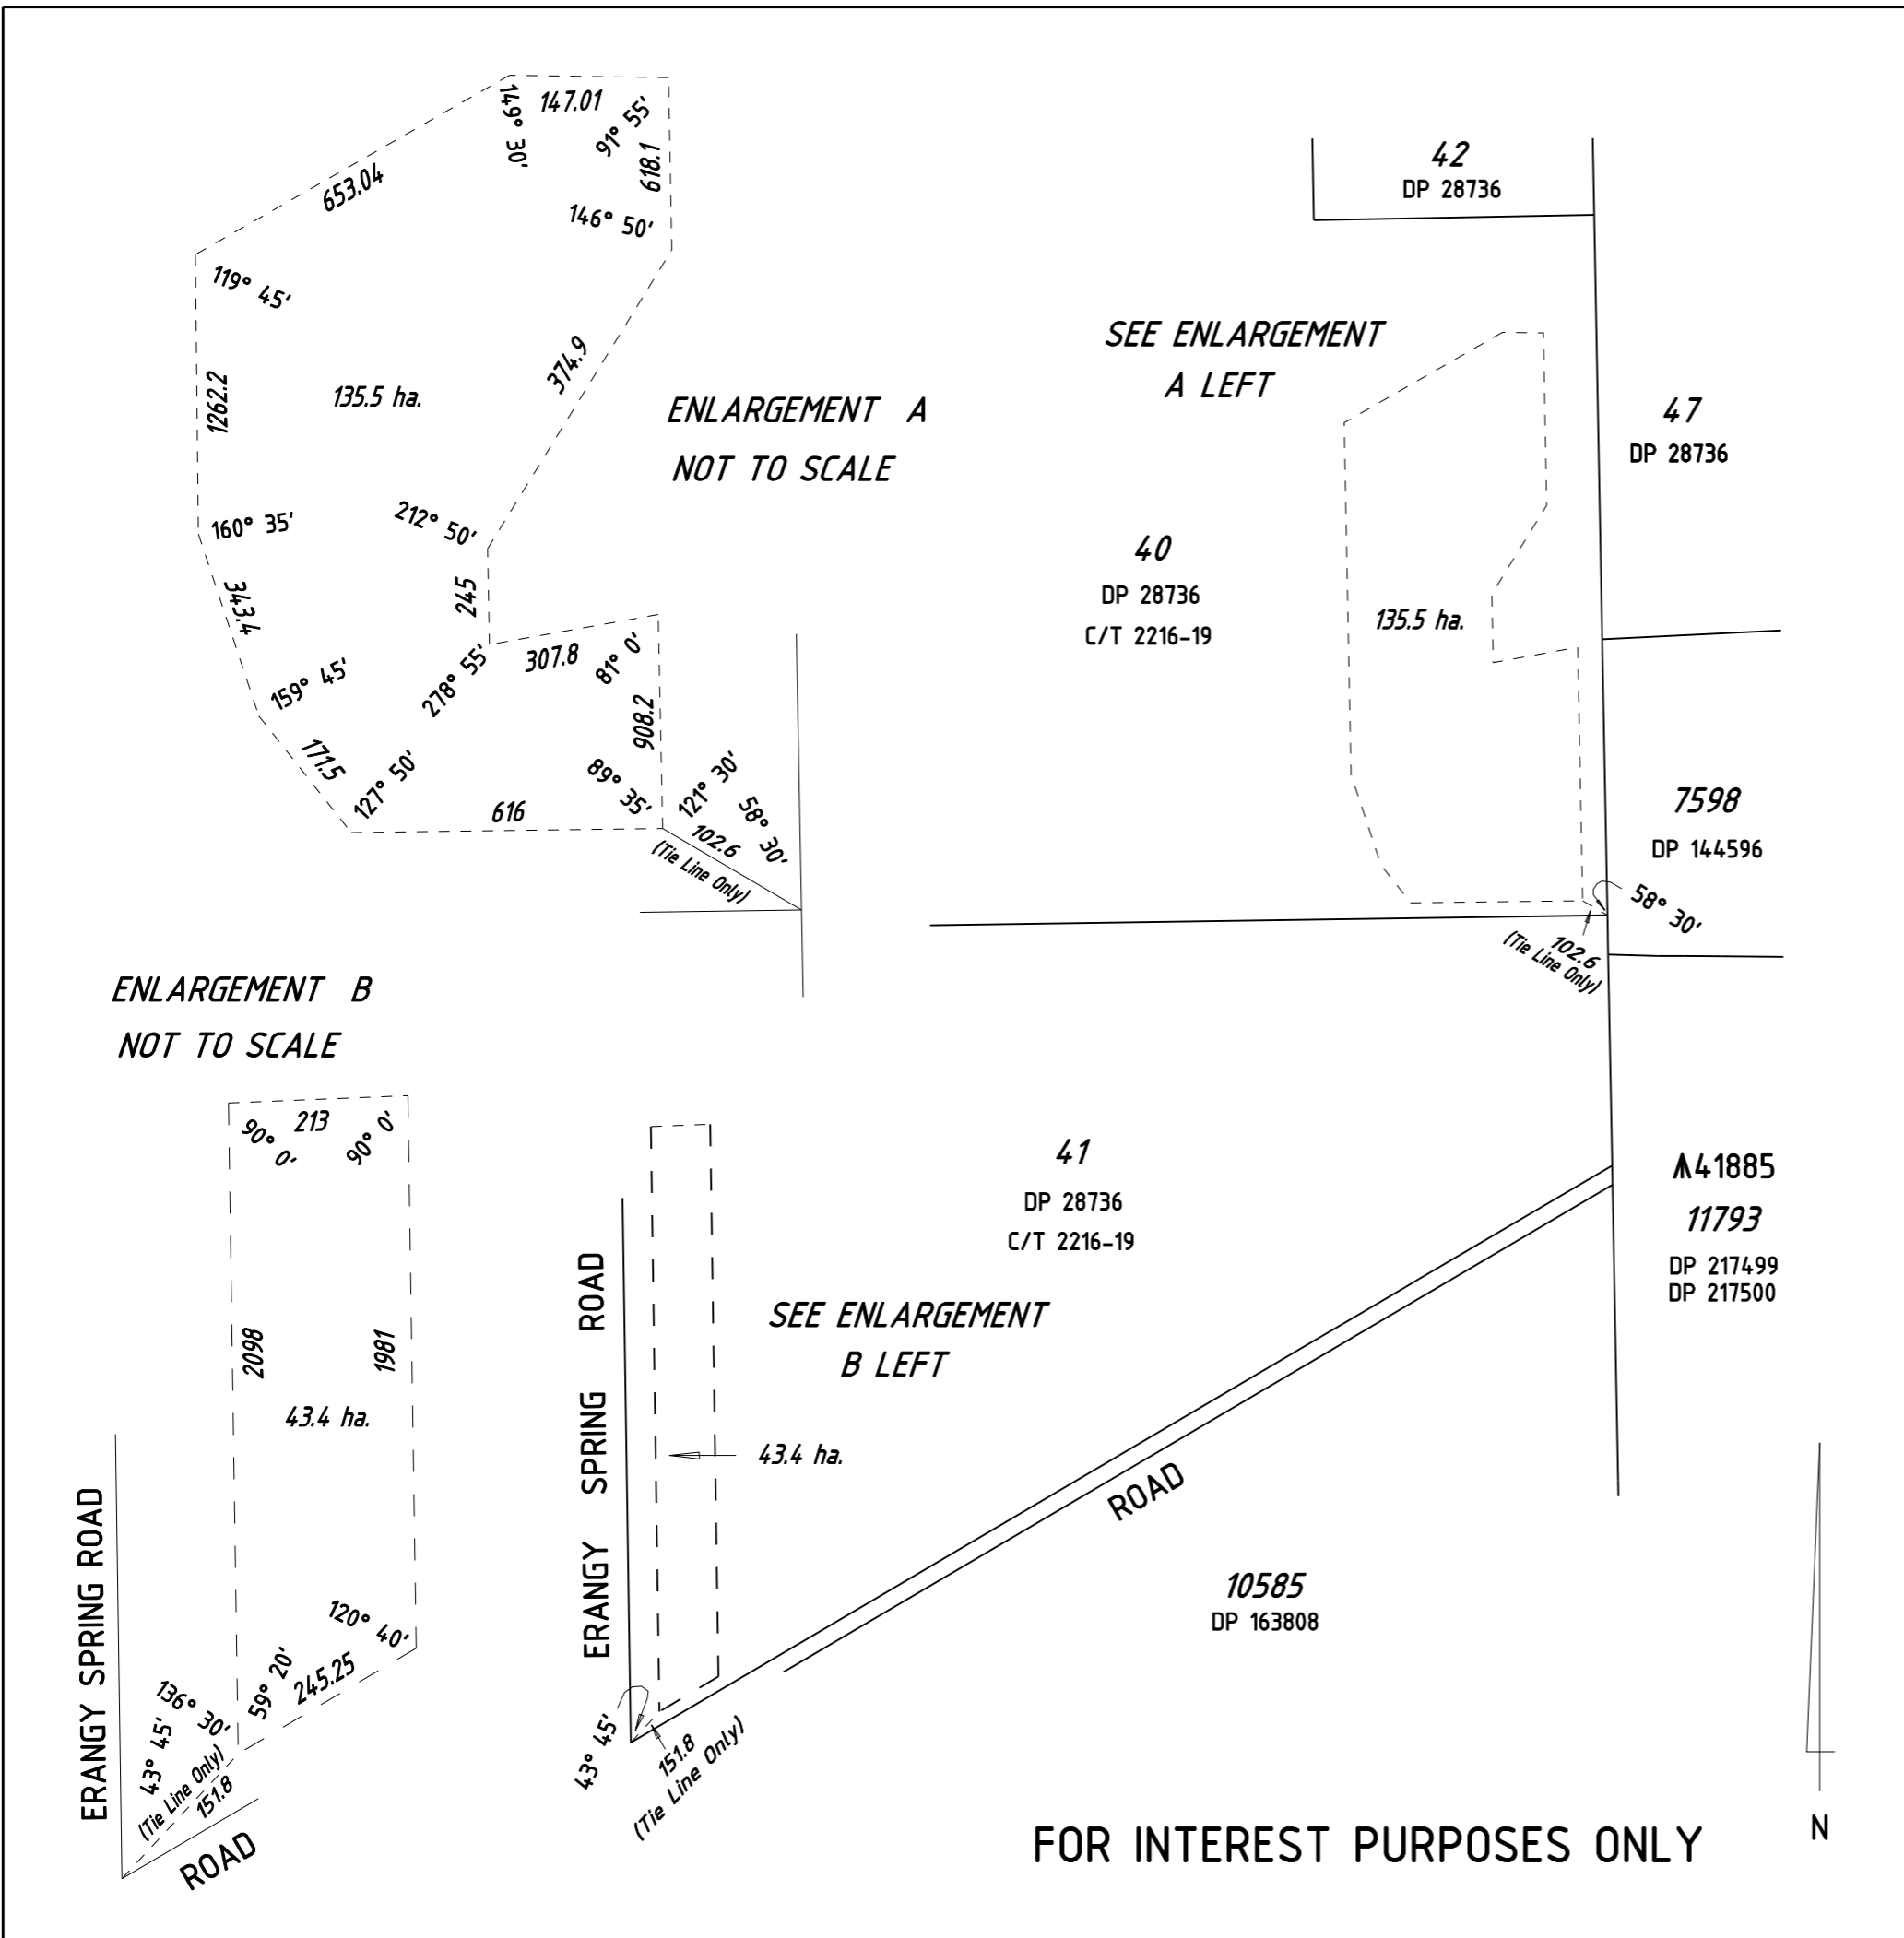 147.01
149° 30'
91° 55'
618.1
653.04
146° 50'
119° 45'
374.9
1262.2
135.5 ha.
ENLARGEMENT A
NOT TO SCALE
160° 35'
212° 50'
343.4
245
159° 45'
278° 55'
307.8
81° 0'
908.2
171.5
127° 50'
616
89° 35'
121° 30'
58° 30'
102.6
(Tie Line Only)
42
DP 28736
SEE ENLARGEMENT
A LEFT
47
DP 28736
40
DP 28736
C/T 2216-19
135.5 ha.
7598
DP 144596
58° 30'
102.6
(Tie Line Only)
ENLARGEMENT B
NOT TO SCALE
213
90° 0'
90° 0'
2098
1981
43.4 ha.
ERANGY SPRING ROAD
120° 40'
59° 20'
245.25
136° 30'
43° 45'
(Tie Line Only)
151.8
ROAD
41
DP 28736
C/T 2216-19
SEE ENLARGEMENT
B LEFT
ERANGY SPRING ROAD
43.4 ha.
41885
11793
DP 217499
DP 217500
ROAD
10585
DP 163808
43° 45'
151.8
(Tie Line Only)
FOR INTEREST PURPOSES ONLY
N